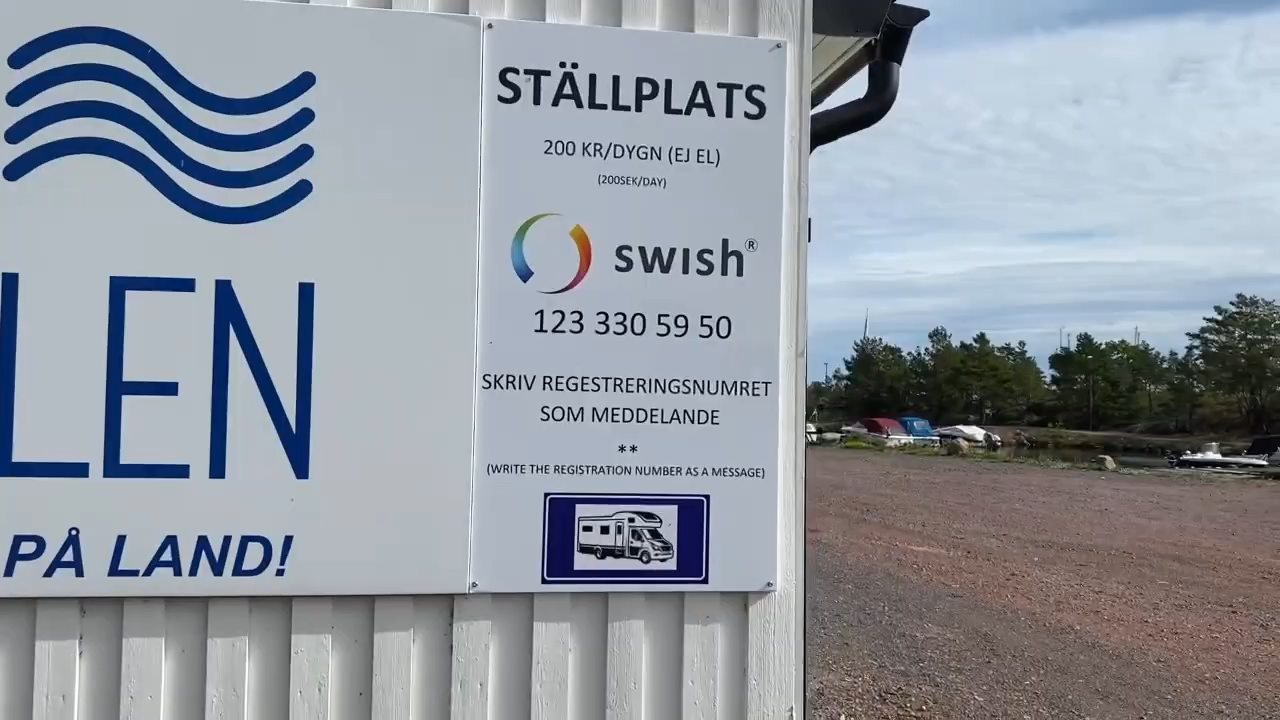 LEN
PÅ LAND!
STÄLLPLATS
200 KR/DYGN (EJ EL)
(200SEK/DAY)
swish®
123 330 59 50
SKRIV REGESTRERINGSNUMRET
SOM MEDDELANDE
**
(WRITE THE REGISTRATION NUMBER AS A MESSAGE)